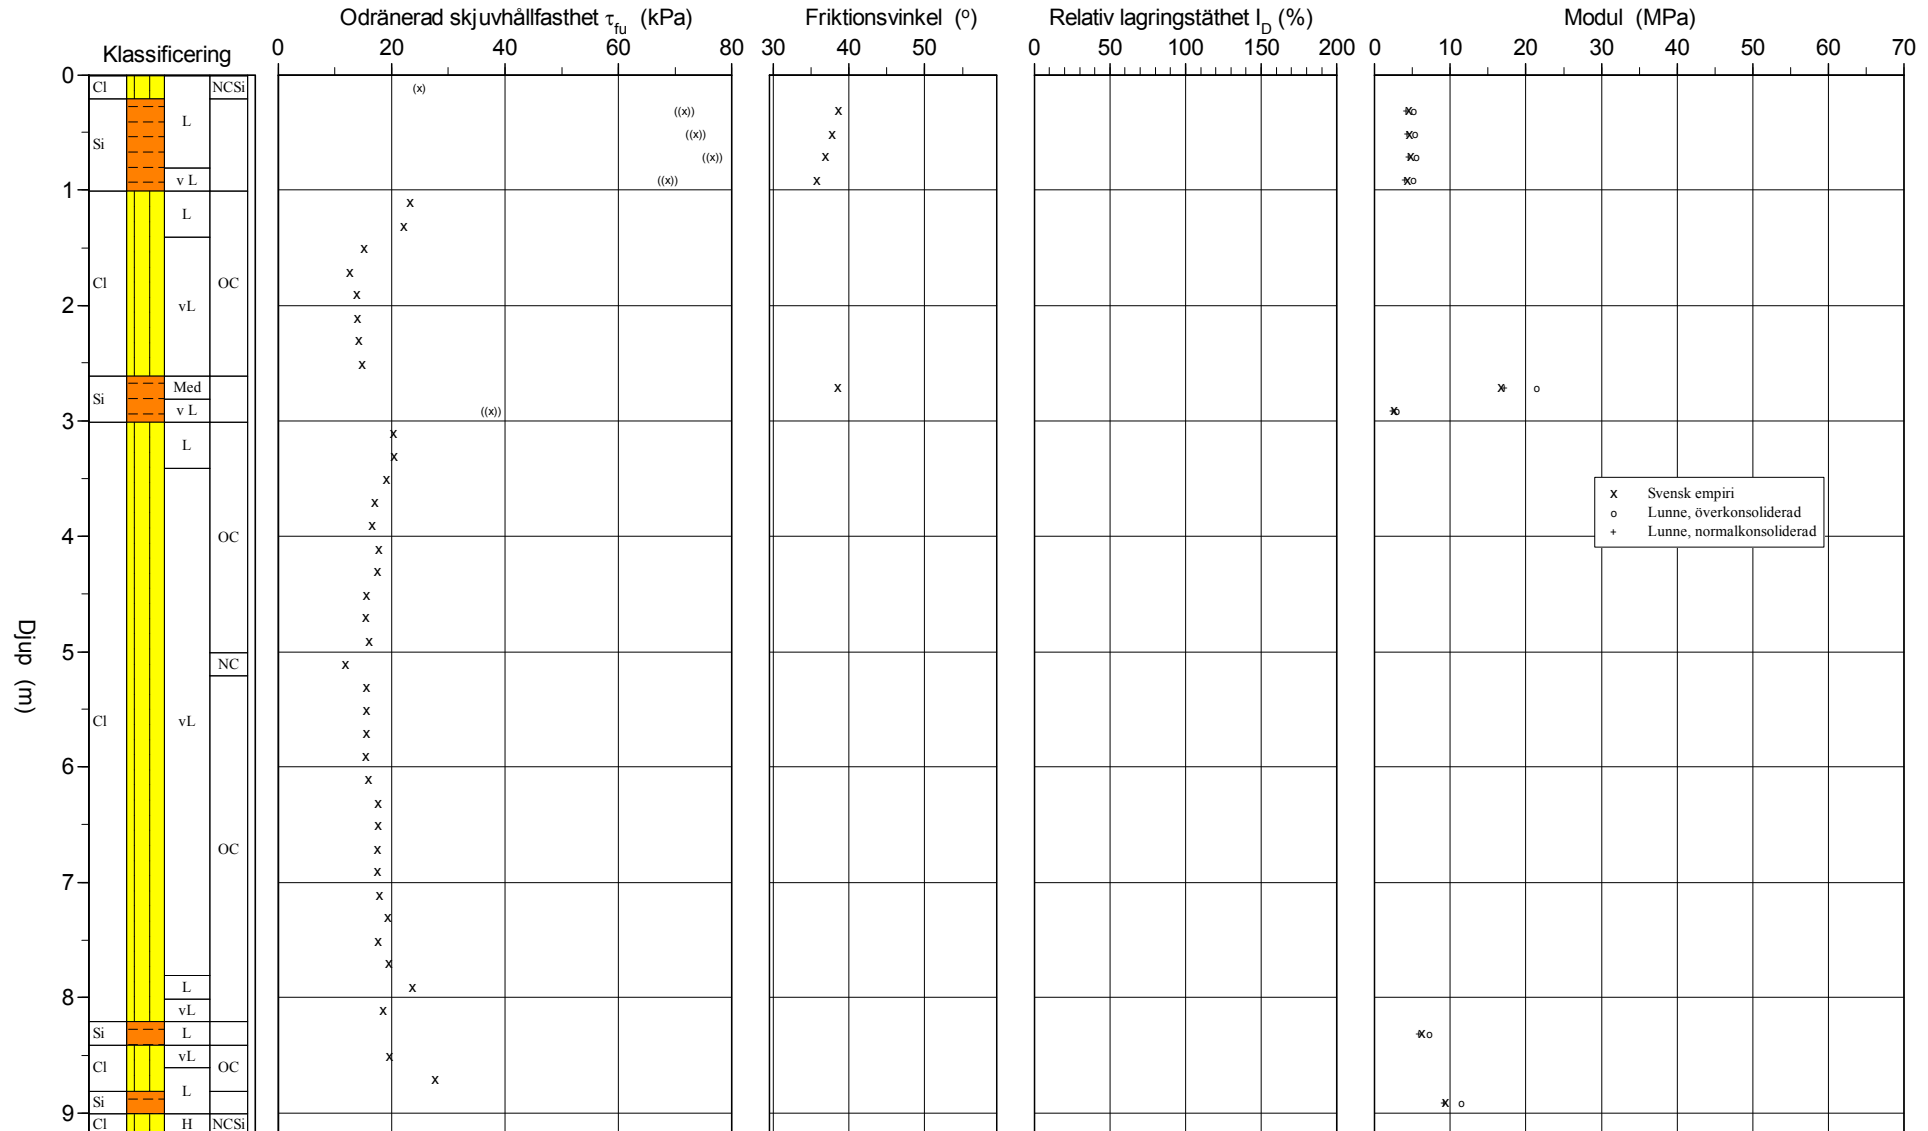 Odränerad skjuvhållfasthet τfu (kPa)
Friktionsvinkel (o)
Relativ lagringstäthet ID (%)
Modul (MPa)
Klassificering
0 20 40 60 80
30 40 50
0 50 100 150 200
0 10 20 30 40 50 60 70
0
Cl NCSi
(x)
((x))
L
((x))
Si
((x))
v L
((x))
1
L
Cl OC
2
vL
Med
Si
v L
((x))
3
L
x Svensk empiri
o Lunne, överkonsoliderad
+ Lunne, normalkonsoliderad
4
OC
5
NC
Djup (m)
Cl vL
6
OC
7
L
8
vL
Si L
vL
Cl OC
L
Si
9
Cl H NCSi